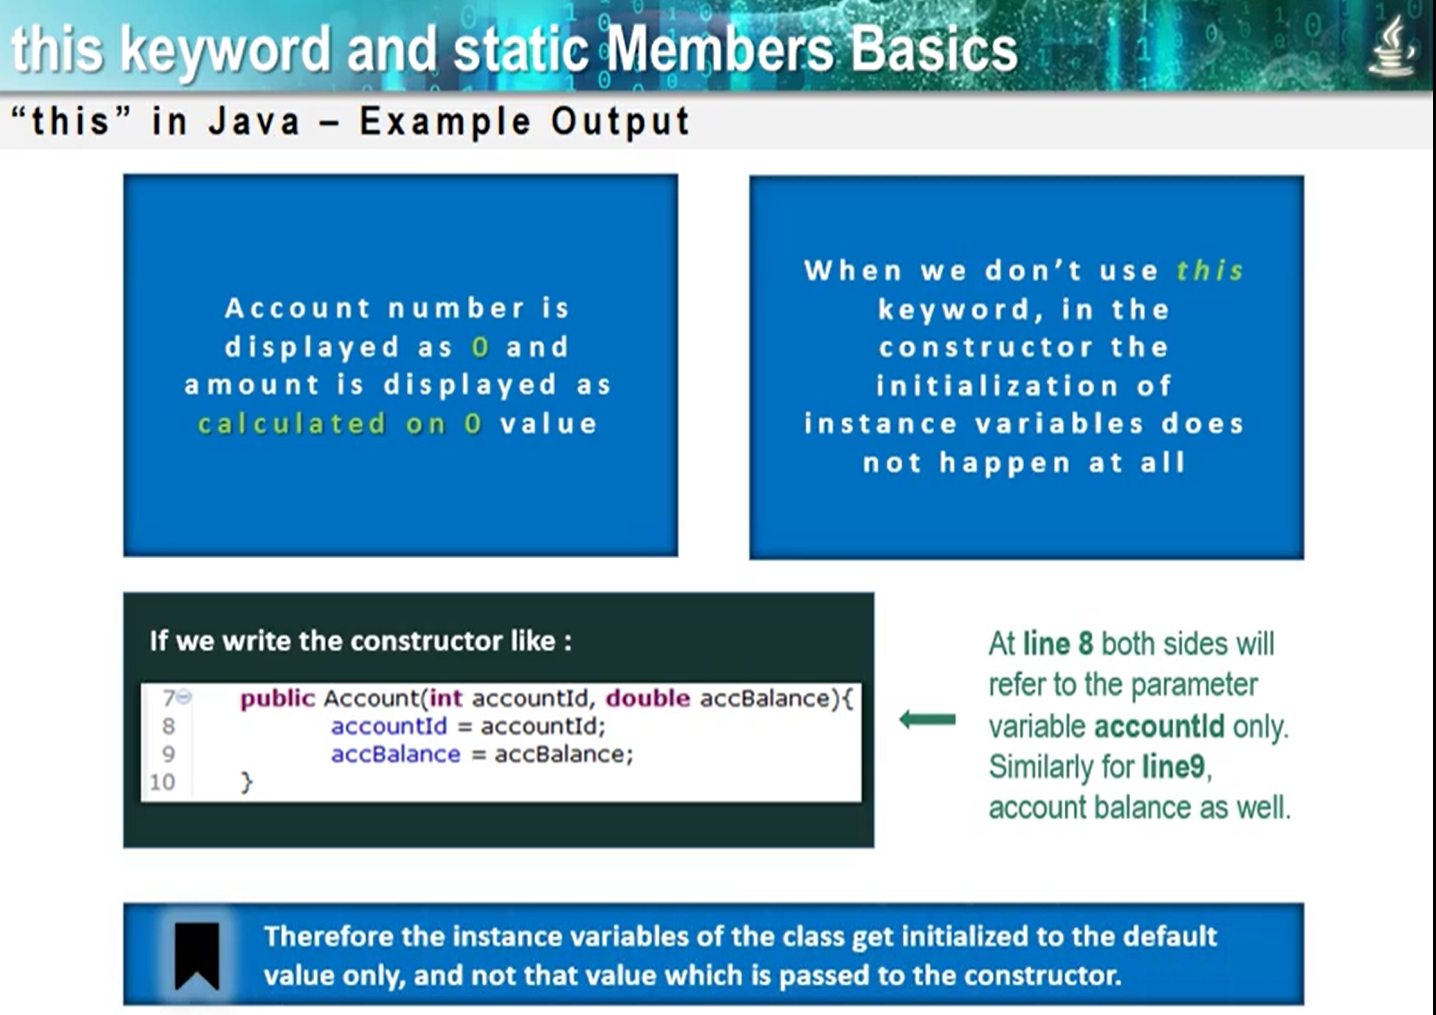 this keyword and static Members Basics
“this” in Java – Example Output
Account number is
displayed as 0 and
amount is displayed as
calculated on 0 value
When we don’t use this
keyword, in the
constructor the
initialization of
instance variables does
not happen at all
If we write the constructor like :
7 public Account(int accountId, double accBalance){
8 accountId = accountId;
9 accBalance = accBalance;
10 }
At line 8 both sides will
refer to the parameter
variable accountId only.
Similarly for line9,
account balance as well.
Therefore the instance variables of the class get initialized to the default
value only, and not that value which is passed to the constructor.